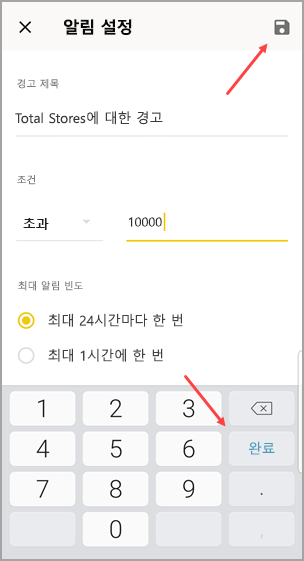 알림 설정
경고 제목
Total Stores에 대한 경고
조건
초과 10000
최대 알림 빈도
최대 24시간마다 한 번
최대 1시간에 한 번
1 2 3
4 5 6 완료
7 8 9 .
0 ,